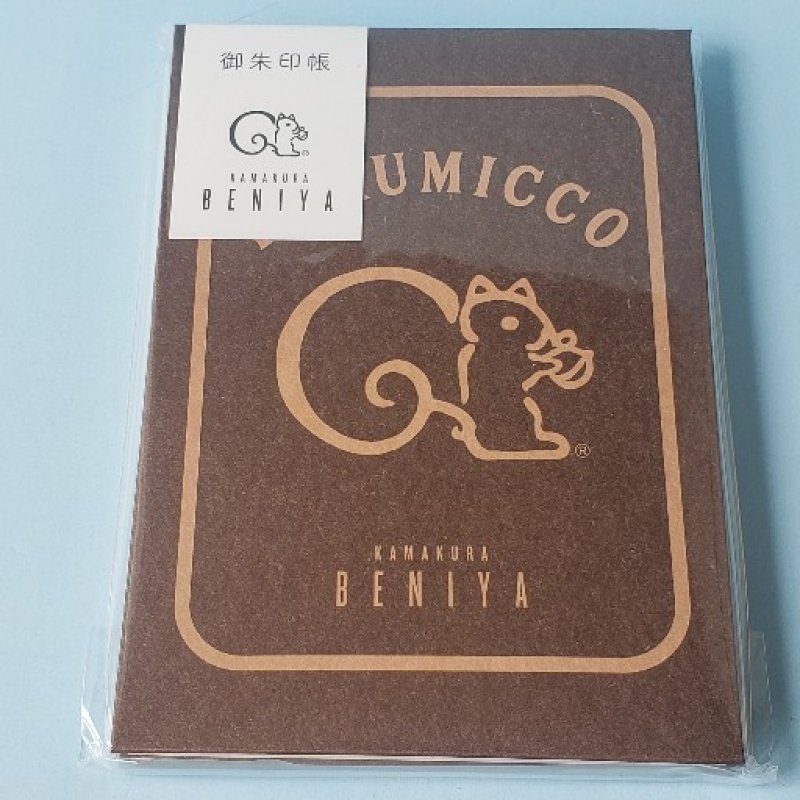 御朱印帳
KAMAKURA
BENIYA
UMICCO
®
KAMAKURA
BENIYA